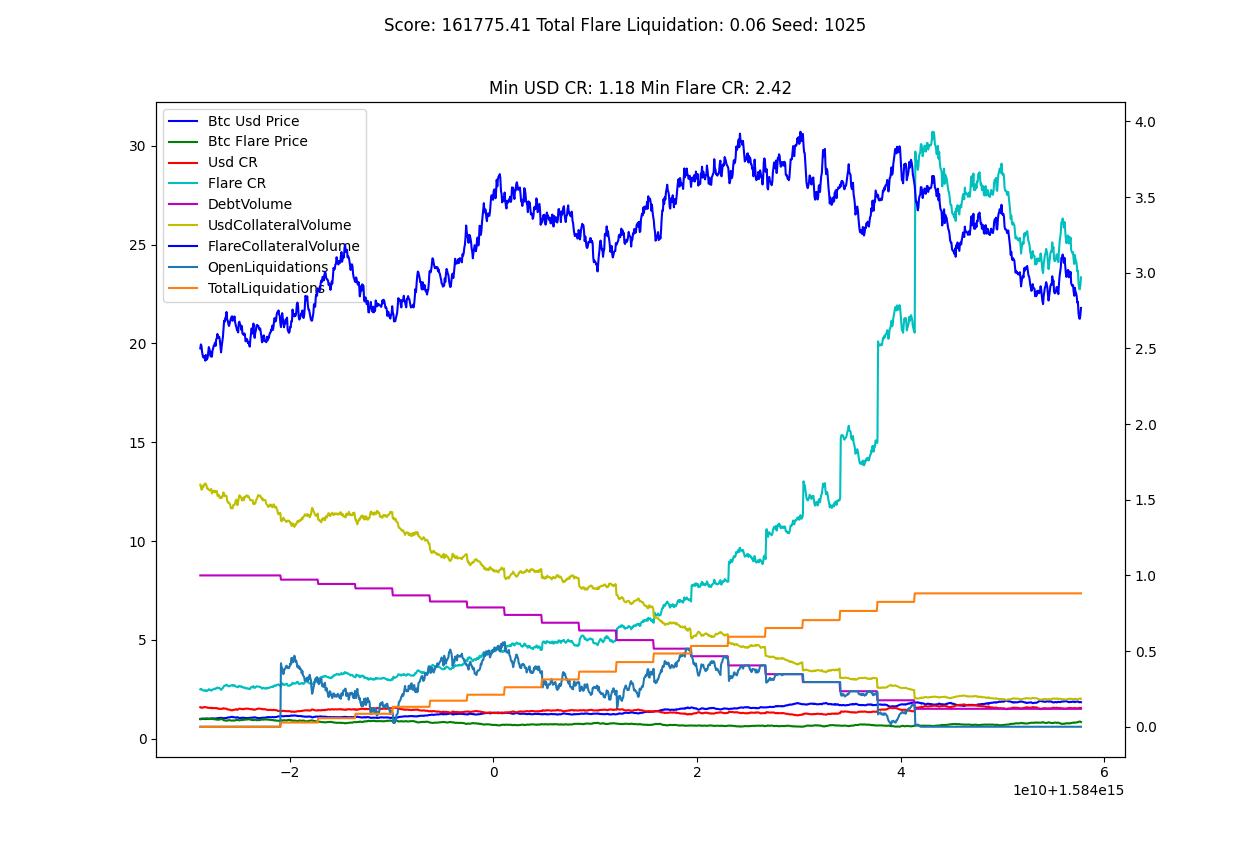 Score: 161775.41 Total Flare Liquidation: 0.06 Seed: 1025
Min USD CR: 1.18 Min Flare CR: 2.42
Btc Usd Price
Btc Flare Price
Usd CR
Flare CR
DebtVolume
UsdCollateralVolume
FlareCollateralVolume
OpenLiquidations
TotalLiquidations
30
25
20
15
10
5
0
4.0
3.5
3.0
2.5
2.0
1.5
1.0
0.5
0.0
−2 0 2 4 6
1e10+1.584e15